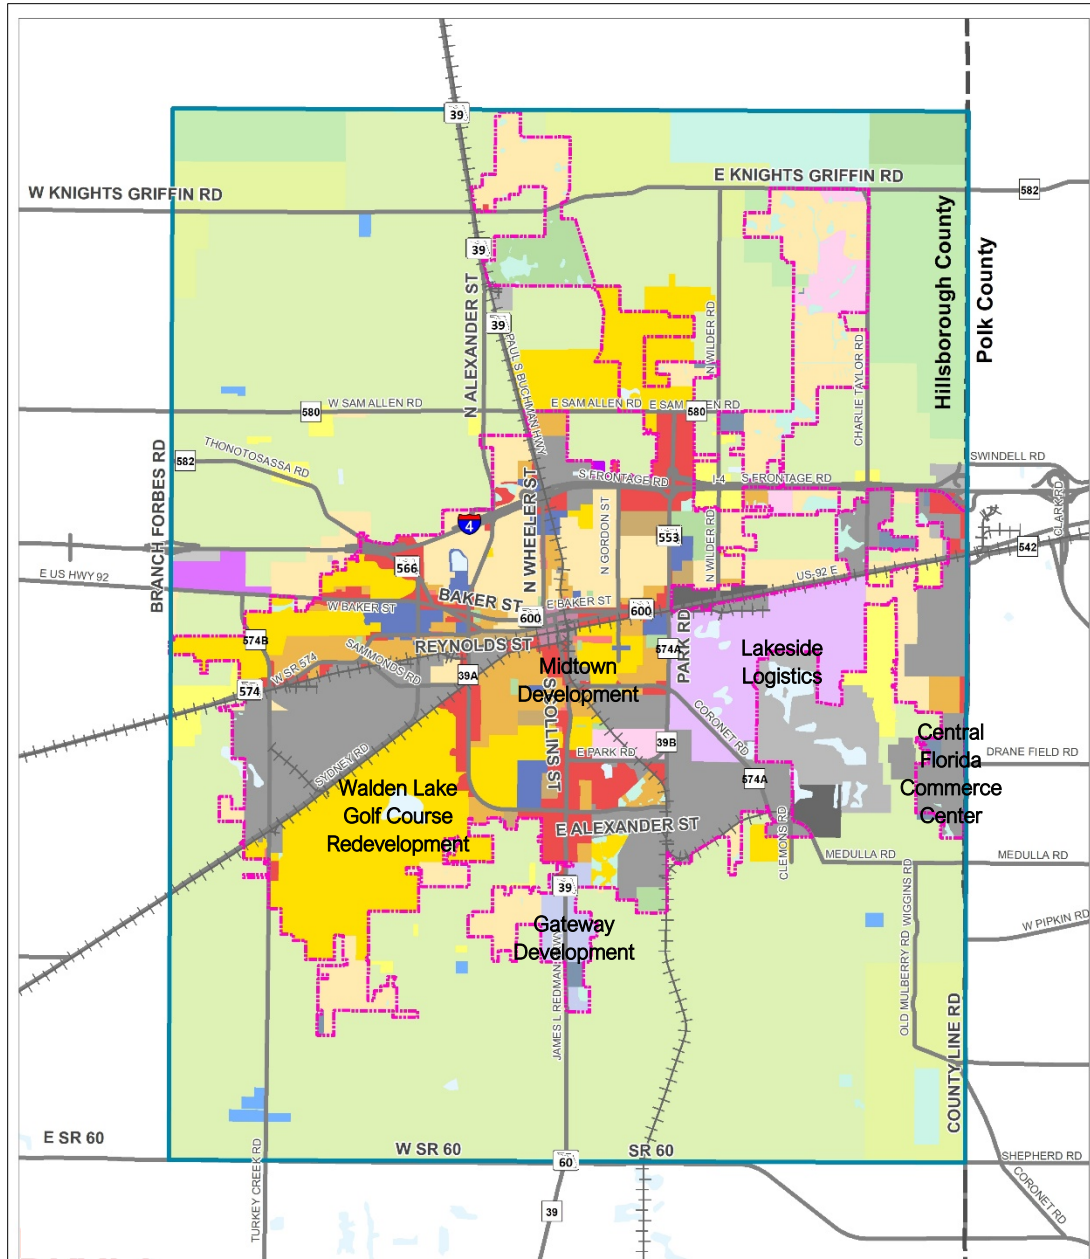 39
W KNIGHTS GRIFFIN RD
E KNIGHTS GRIFFIN RD
582
39
Hillsborough County
Polk County
N ALEXANDER ST
39
PAUL S BUCHMAN HWY
N WILDER RD
CHARLIE TAYLOR RD
W SAM ALLEN RD
580
E SAM ALLEN RD
E SAM ALLEN RD
580
BRANCH FORBES RD
THONOTOSASSA RD
582
SWINDELL RD
S FRONTAGE RD
I-4
S FRONTAGE RD
CLARK RD
4
N WHEELER ST
N GORDON ST
553
N WILDER RD
542
566
E US HWY 92
US-92 E
W BAKER ST
BAKER ST
E BAKER ST
600
600
574B
REYNOLDS ST
574A
PARK RD
W SR 574
SAMMONDS RD
39A
574
Midtown
Development
Lakeside
Logistics
S COLLINS ST
CORONET RD
39B
E PARK RD
574A
SYDNEY RD
Central
Florida
Commerce
Center
DRANE FIELD RD
Walden Lake
Golf Course
Redevelopment
E ALEXANDER ST
CLEMONS RD
MEDULLA RD
MEDULLA RD
39
Gateway
Development
WIGGINS RD
OLD MULBERRY RD
W PIPKIN RD
JAMES L REDMAN
COUNTY LINE RD
E SR 60
W SR 60
SR 60
60
SHEPHERD RD
TURKEY CREEK RD
39
CORONET RD